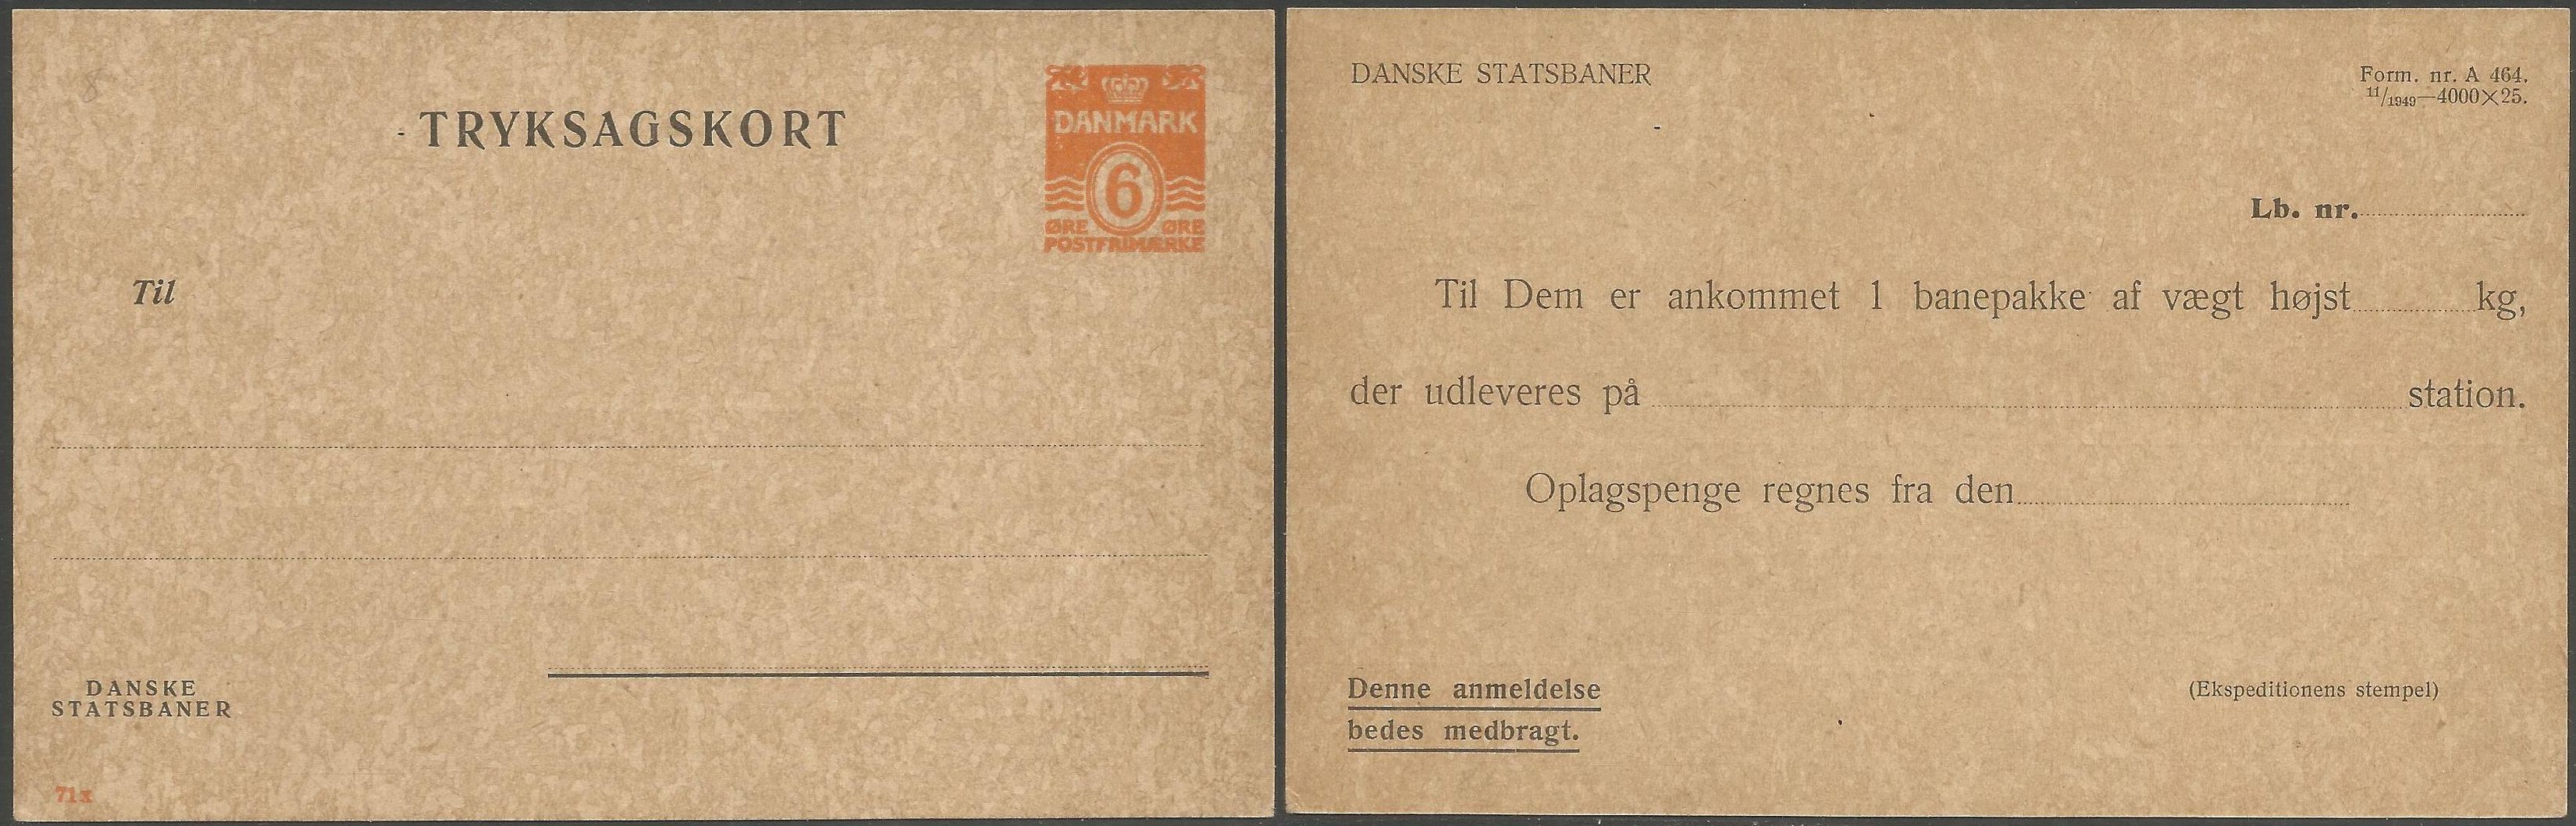 8
TRYKSAGSKORT
DANMARK
6
ØRE ØRE
POSTFRIMÆRKE
Til
DANSKE
STATSBANER
71x
DANSKE STATSBANER
Form. nr. A 464.
11/1949—4000×25.
Lb. nr.
Til Dem er ankommet 1 banepakke af vægt højst kg,
der udleveres på station.
Oplagspenge regnes fra den
Denne anmeldelse
bedes medbragt.
(Ekspeditionens stempel)